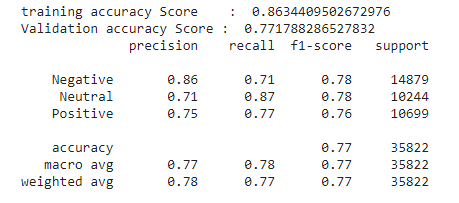 training accuracy Score : 0.8634409502672976
Validation accuracy Score : 0.771788286527832
precision recall f1-score support
Negative 0.86 0.71 0.78 14879
Neutral 0.71 0.87 0.78 10244
Positive 0.75 0.77 0.76 10699
accuracy 0.77 35822
macro avg 0.77 0.78 0.77 35822
weighted avg 0.78 0.77 0.77 35822